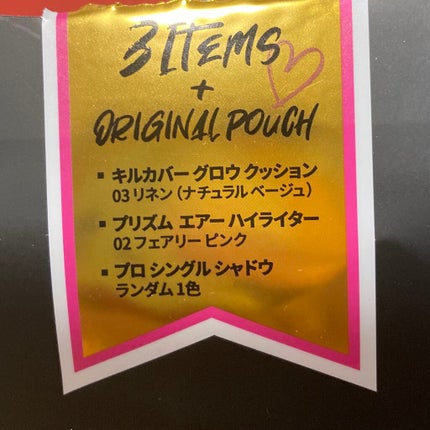 3 ITEMS
+
ORIGINAL POUCH
▪ キルカバー グロウ クッション
03 リネン（ナチュラル ベージュ）
▪ プリズム エアー ハイライター
02 フェアリー ピンク
▪ プロ シングル シャドウ
ランダム 1色